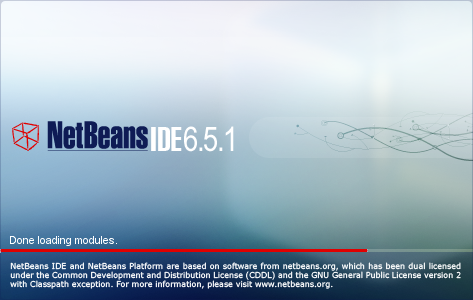 NetBeans IDE 6.5.1
Done loading modules.
NetBeans IDE and NetBeans Platform are based on software from netbeans.org, which has been dual licensed
under the Common Development and Distribution License (CDDL) and the GNU General Public License version 2
with Classpath exception. For more information, please visit www.netbeans.org.